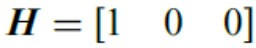 H = [1 0 0]